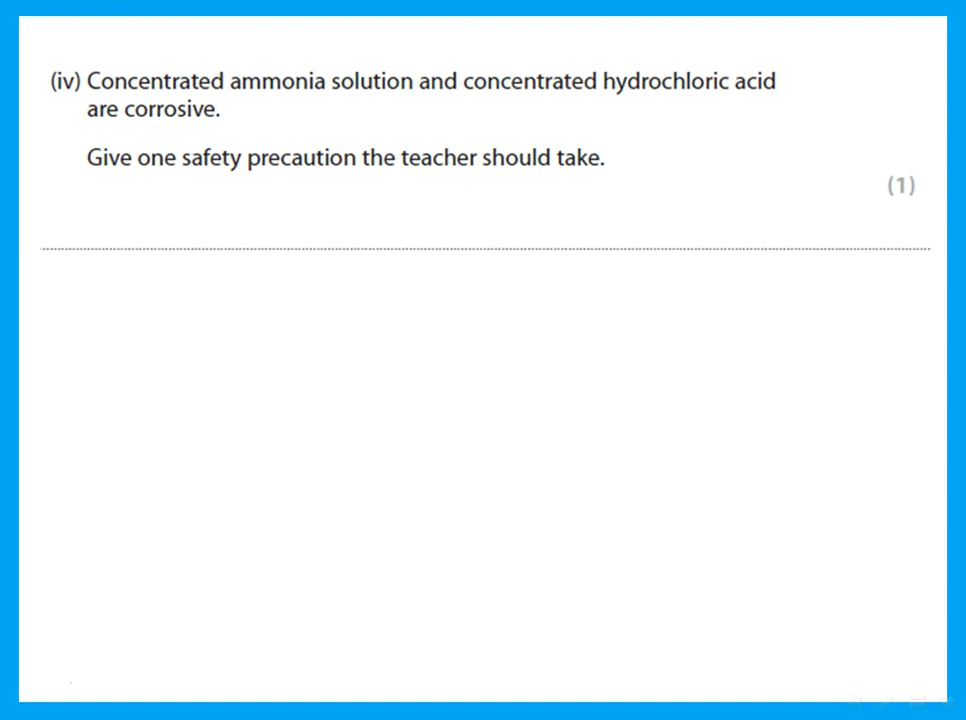 (iv) Concentrated ammonia solution and concentrated hydrochloric acid
are corrosive.
Give one safety precaution the teacher should take.
(1)